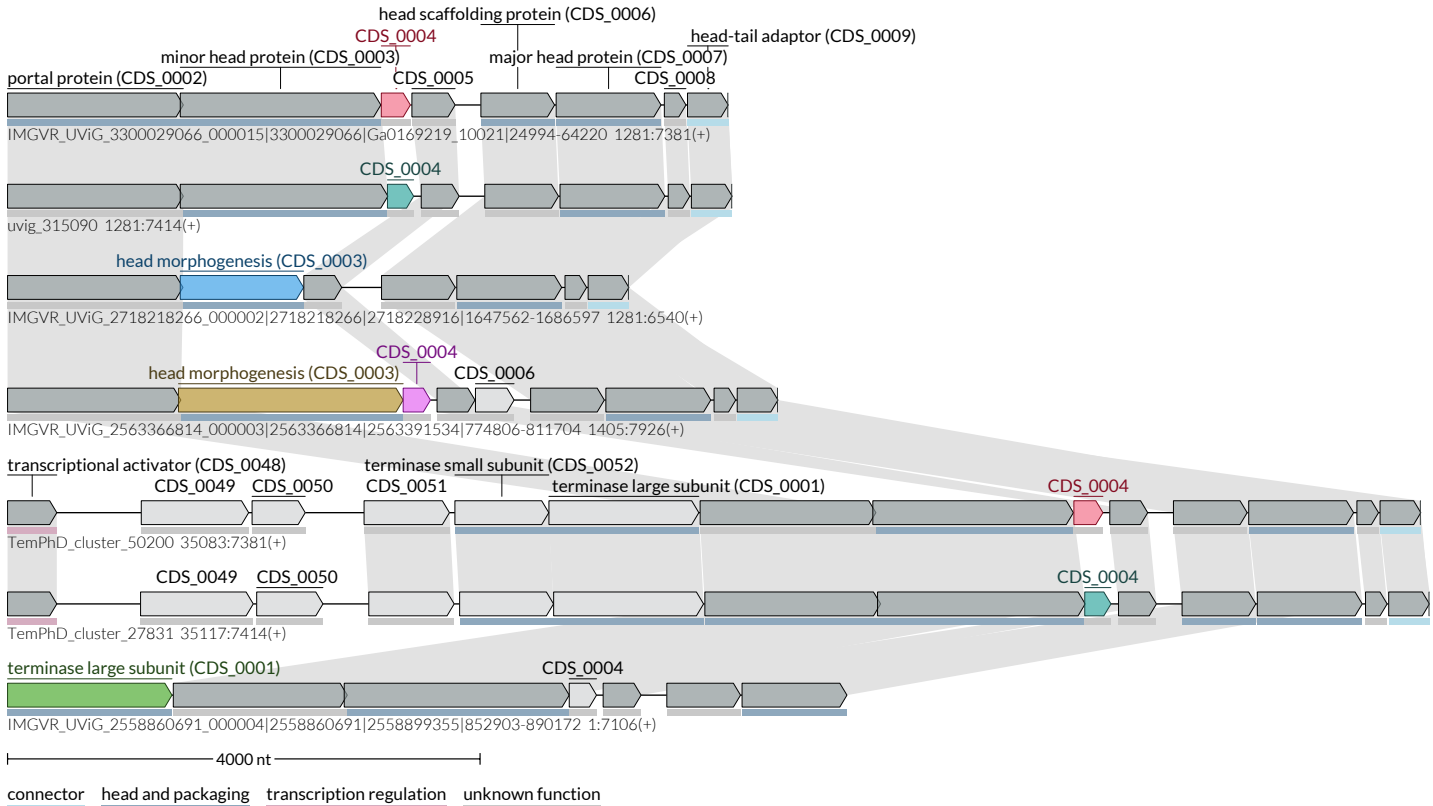 head scaffolding protein (CDS_0006)
CDS_0004
head-tail adaptor (CDS_0009)
minor head protein (CDS_0003)
major head protein (CDS_0007)
portal protein (CDS_0002)
CDS_0005
CDS_0008
IMGVR_UViG_3300029066_000015|3300029066|Ga0169219_10021|24994-64220 1281:7381(+)
CDS_0004
uvig_315090 1281:7414(+)
head morphogenesis (CDS_0003)
IMGVR_UViG_2718218266_000002|2718218266|2718228916|1647562-1686597 1281:6540(+)
CDS_0004
head morphogenesis (CDS_0003)
CDS_0006
IMGVR_UViG_2563366814_000003|2563366814|2563391534|774806-811704 1405:7926(+)
transcriptional activator (CDS_0048)
terminase small subunit (CDS_0052)
CDS_0049
CDS_0050
CDS_0051
terminase large subunit (CDS_0001)
CDS_0004
TemPhD_cluster_50200 35083:7381(+)
CDS_0049
CDS_0050
CDS_0004
TemPhD_cluster_27831 35117:7414(+)
terminase large subunit (CDS_0001)
CDS_0004
IMGVR_UViG_2558860691_000004|2558860691|2558899355|852903-890172 1:7106(+)
4000 nt
connector head and packaging transcription regulation unknown function